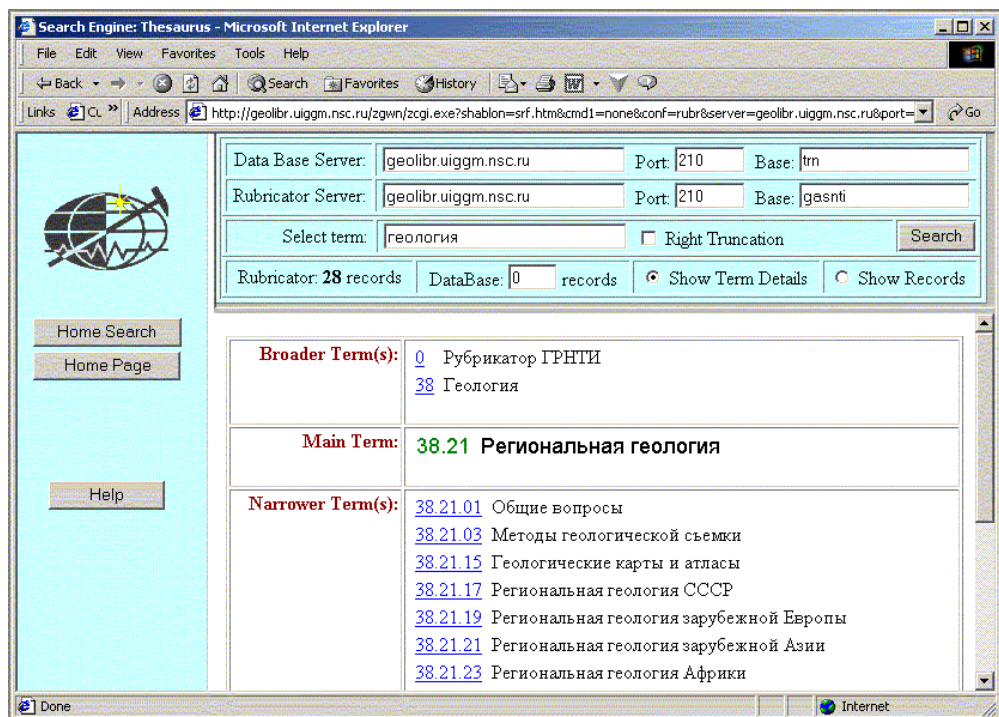 Search Engine: Thesaurus - Microsoft Internet Explorer
File Edit View Favorites Tools Help
Back Search Favorites History
Links CL » Address http://geolibr.uiggm.nsc.ru/zgwn/zcgi.exe?shablon=srf.htm&cmd1=none&conf=rubr&server=geolibr.uiggm.nsc.ru&port= Go
Data Base Server: geolibr.uiggm.nsc.ru Port: 210 Base: trn
Rubricator Server: geolibr.uiggm.nsc.ru Port: 210 Base: gasnti
Select term: геология Right Truncation Search
Rubricator: 28 records DataBase: 0 records Show Term Details Show Records
Home Search
Home Page
Help
Broader Term(s): 0 Рубрикатор ГРНТИ
38 Геология
Main Term: 38.21 Региональная геология
Narrower Term(s): 38.21.01 Общие вопросы
38.21.03 Методы геологической сьемки
38.21.15 Геологические карты и атласы
38.21.17 Региональная геология СССР
38.21.19 Региональная геология зарубежной Европы
38.21.21 Региональная геология зарубежной Азии
38.21.23 Региональная геология Африки
Done Internet